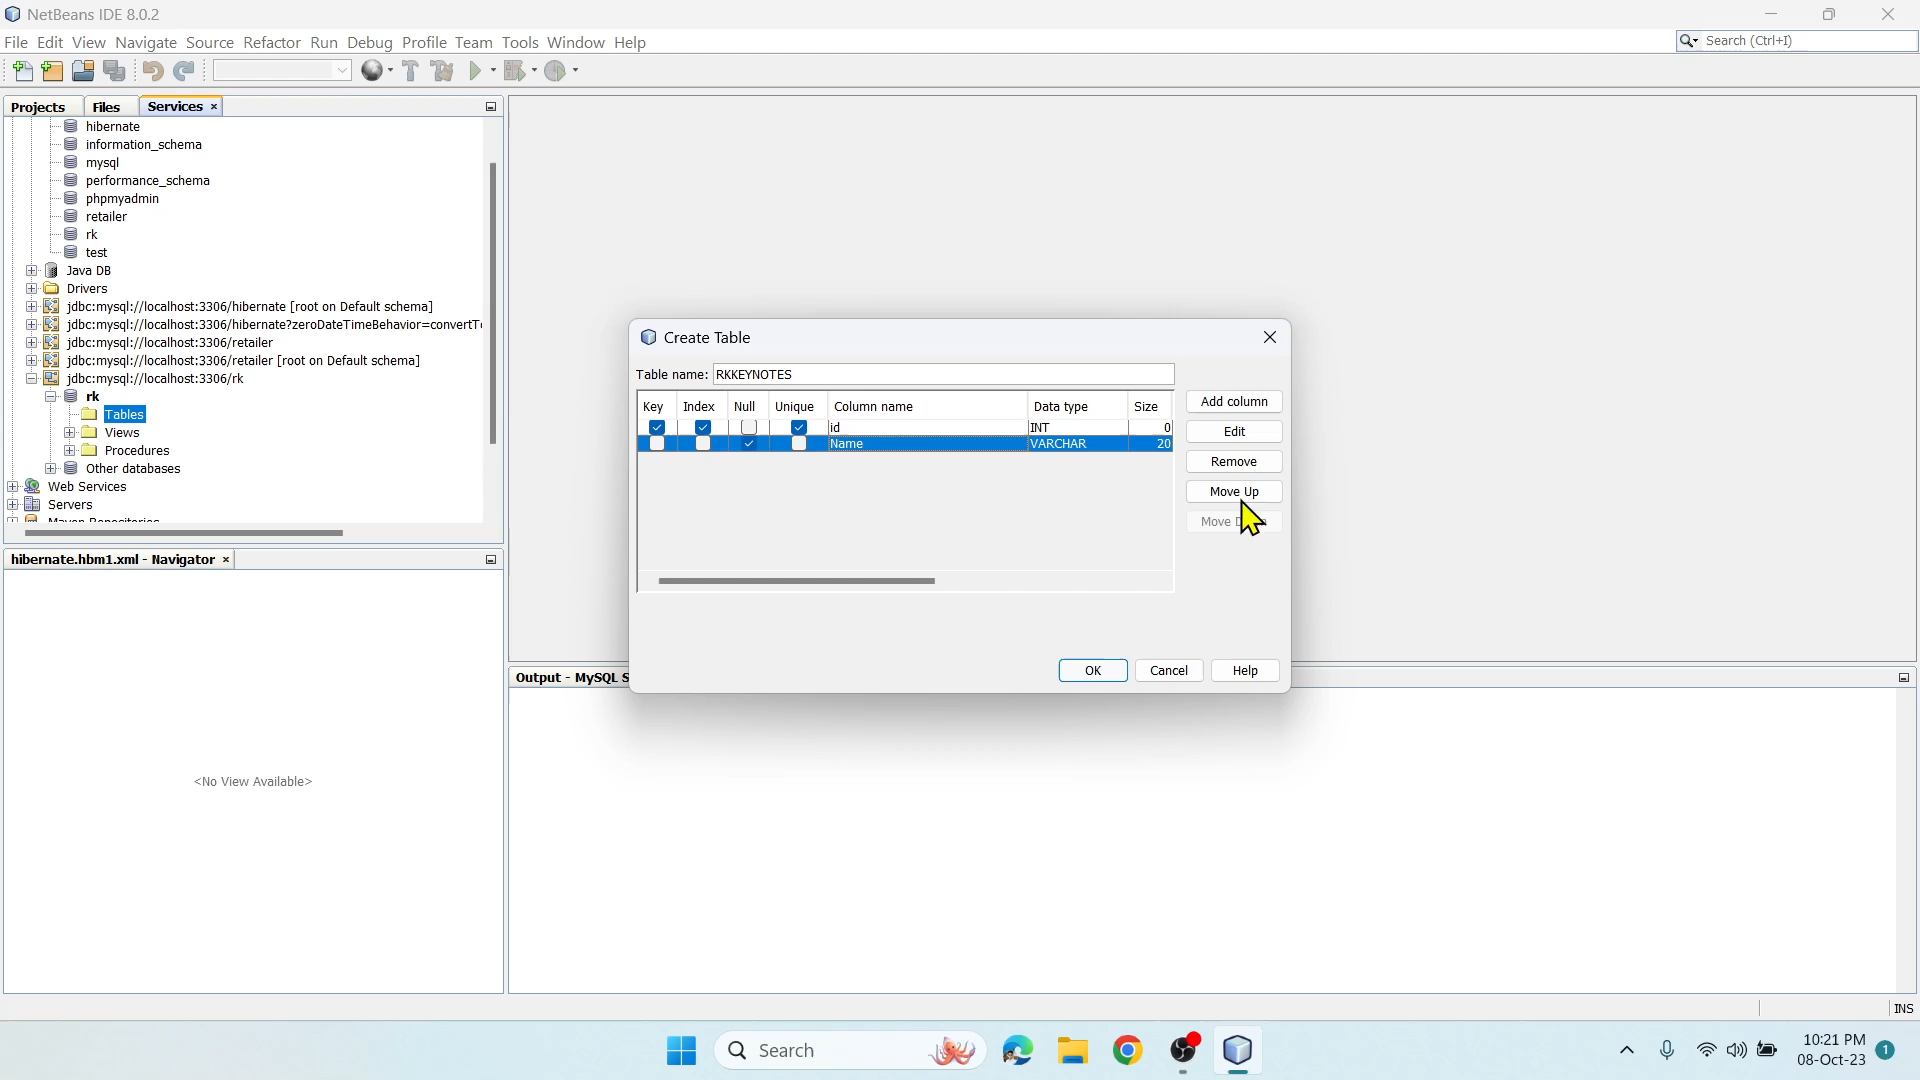 NetBeans IDE 8.0.2
File Edit View Navigate Source Refactor Run Debug Profile Team Tools Window Help
Search (Ctrl+I)
Projects Files Services
hibernate
information_schema
mysql
performance_schema
phpmyadmin
retailer
rk
test
Java DB
Drivers
jdbc:mysql://localhost:3306/hibernate [root on Default schema]
jdbc:mysql://localhost:3306/hibernate?zeroDateTimeBehavior=convertT
jdbc:mysql://localhost:3306/retailer
jdbc:mysql://localhost:3306/retailer [root on Default schema]
jdbc:mysql://localhost:3306/rk
rk
Tables
Views
Procedures
Other databases
Web Services
Servers
hibernate.hbm1.xml - Navigator
<No View Available>
Create Table
Table name: RKKEYNOTES
Key Index Null Unique Column name Data type Size
id INT 0
Name VARCHAR 20
Add column
Edit
Remove
Move Up
Move
OK Cancel Help
Output - MySQL S
INS
Search
10:21 PM
08-Oct-23
1